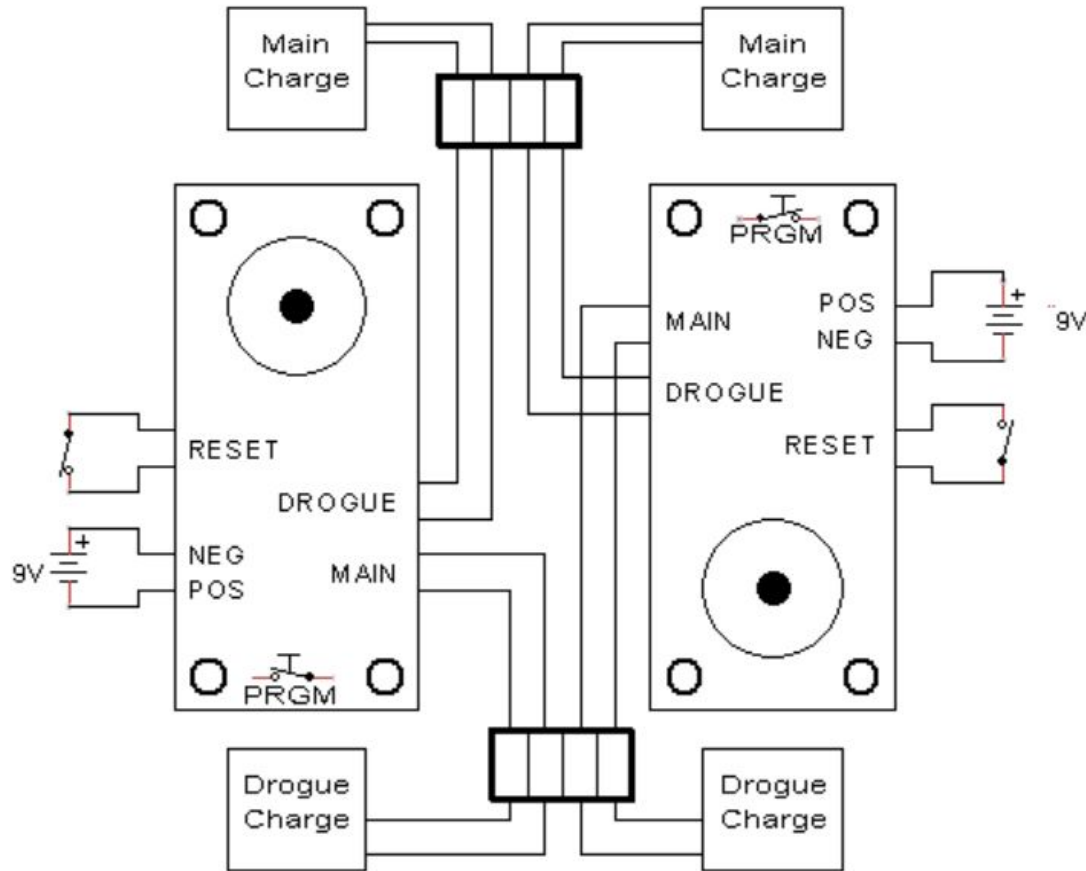 Main
Charge
Main
Charge
PRGM
POS
NEG
+
9V
MAIN
DROGUE
RESET
RESET
DROGUE
+
9V
NEG
POS
MAIN
PRGM
Drogue
Charge
Drogue
Charge